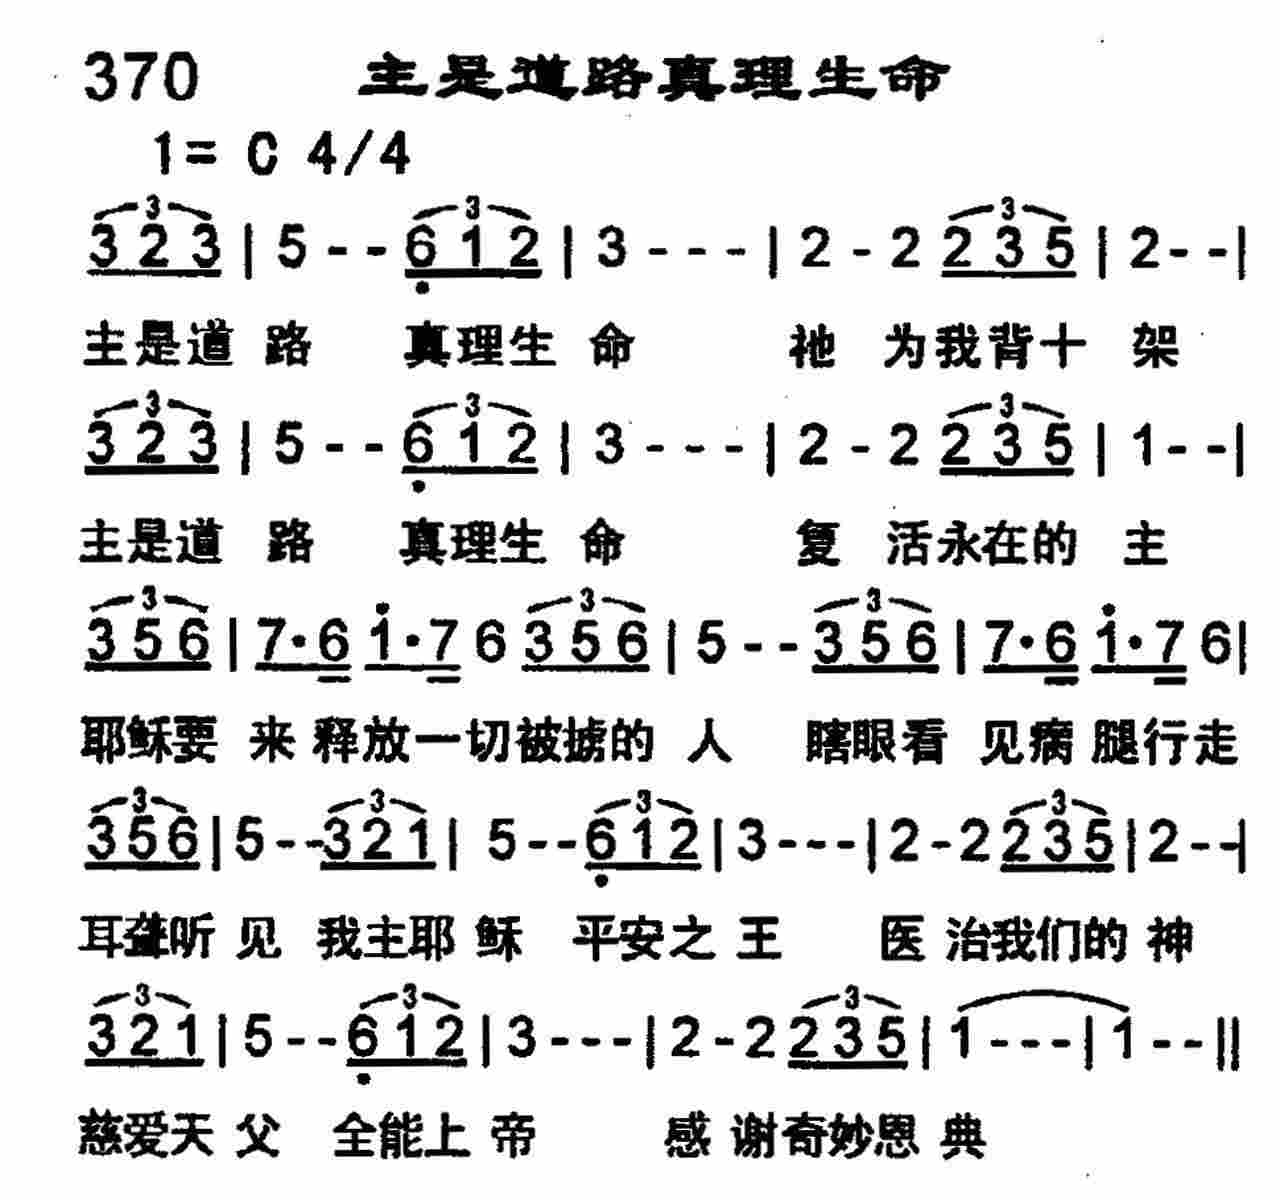 370 主是道路真理生命
1= C 4/4
3 2 3 | 5 - - 6̣ 1 2 | 3 - - - | 2 - 2 2 3 5 | 2 - - |
主是道 路 真理生 命 祂 为我背十 架
3 2 3 | 5 - - 6̣ 1 2 | 3 - - - | 2 - 2 2 3 5 | 1 - - |
主是道 路 真理生 命 复 活永在的 主
3 5 6 | 7· 6 1̇· 7 6 3 5 6 | 5 - - 3 5 6 | 7· 6 1̇· 7 6 |
耶稣要 来 释放一切被掳的 人 瞎眼看 见瘸 腿行走
3 5 6 | 5 - - 3 2 1 | 5 - - 6̣ 1 2 | 3 - - - | 2 - 2 2 3 5 | 2 - - |
耳聋听 见 我主耶 稣 平安之 王 医 治我们的 神
3 2 1 | 5 - - 6̣ 1 2 | 3 - - - | 2 - 2 2 3 5 | 1 - - - | 1 - - ||
慈爱天 父 全能上 帝 感 谢奇妙恩 典